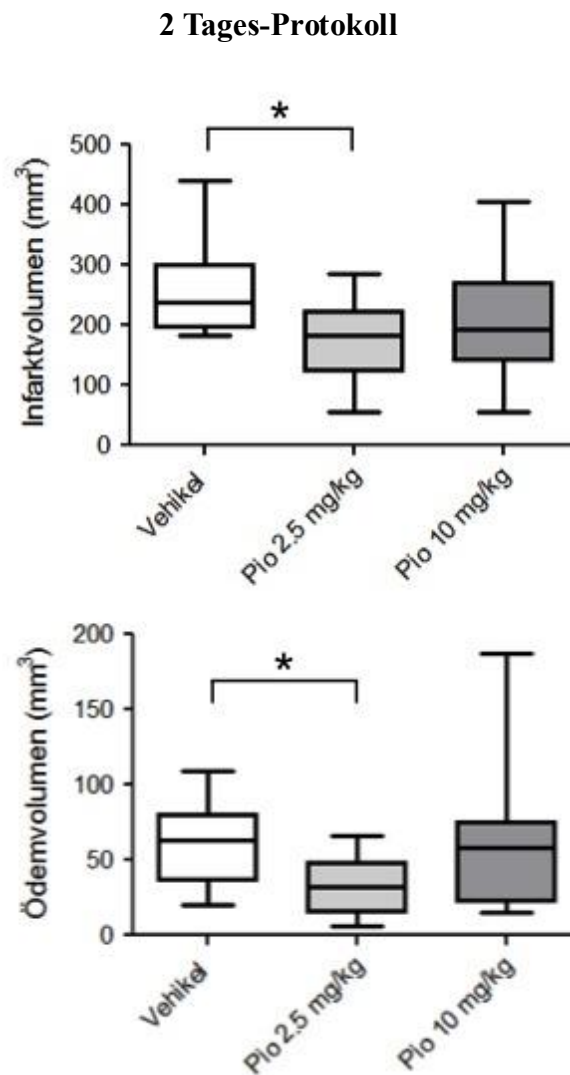 2 Tages-Protokoll
*
Infarktvolumen (mm³)
500
400
300
200
100
0
Vehikel
Pio 2.5 mg/kg
Pio 10 mg/kg
*
Ödemvolumen (mm³)
200
150
100
50
0
Vehikel
Pio 2.5 mg/kg
Pio 10 mg/kg